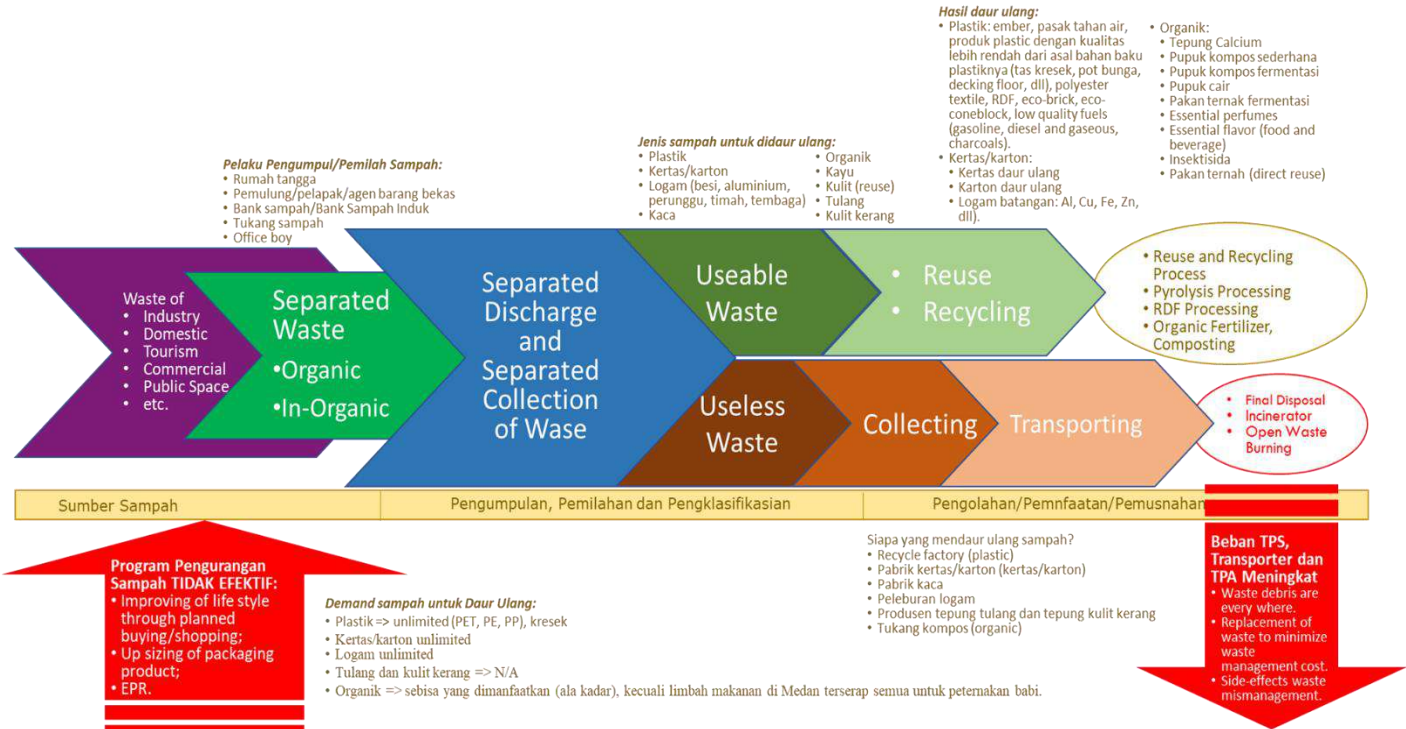 Hasil daur ulang:
• Plastik: ember, pasak tahan air,
produk plastic dengan kualitas
lebih rendah dari asal bahan baku
plastiknya (tas kresek, pot bunga,
decking floor, dll), polyester
textile, RDF, eco-brick, eco-
coneblock, low quality fuels
(gasoline, diesel and gaseous,
charcoals).
• Kertas/karton:
• Kertas daur ulang
• Karton daur ulang
• Logam batangan: Al, Cu, Fe, Zn,
dll).
• Organik:
• Tepung Calcium
• Pupuk kompos sederhana
• Pupuk kompos fermentasi
• Pupuk cair
• Pakan ternak fermentasi
• Essential perfumes
• Essential flavor (food and
beverage)
• Insektisida
• Pakan ternah (direct reuse)
Jenis sampah untuk didaur ulang:
• Plastik
• Kertas/karton
• Logam (besi, aluminium,
perunggu, timah, tembaga)
• Kaca
• Organik
• Kayu
• Kulit (reuse)
• Tulang
• Kulit kerang
Pelaku Pengumpul/Pemilah Sampah:
• Rumah tangga
• Pemulung/pelapak/agen barang bekas
• Bank sampah/Bank Sampah Induk
• Tukang sampah
• Office boy
Waste of
• Industry
• Domestic
• Tourism
• Commercial
• Public Space
• etc.
Separated
Waste
•Organic
•In-Organic
Separated
Discharge
and
Separated
Collection
of Wase
Useable
Waste
• Reuse
• Recycling
• Reuse and Recycling
Process
• Pyrolysis Processing
• RDF Processing
• Organic Fertilizer,
Composting
Useless
Waste
Collecting
Transporting
• Final Disposal
• Incinerator
• Open Waste
Burning
Sumber Sampah
Pengumpulan, Pemilahan dan Pengklasifikasian
Pengolahan/Pemnfaatan/Pemusnahan
Program Pengurangan
Sampah TIDAK EFEKTIF:
• Improving of life style
through planned
buying/shopping;
• Up sizing of packaging
product;
• EPR.
Demand sampah untuk Daur Ulang:
• Plastik => unlimited (PET, PE, PP), kresek
• Kertas/karton unlimited
• Logam unlimited
• Tulang dan kulit kerang => N/A
• Organik => sebisa yang dimanfaatkan (ala kadar), kecuali limbah makanan di Medan terserap semua untuk peternakan babi.
Siapa yang mendaur ulang sampah?
• Recycle factory (plastic)
• Pabrik kertas/karton (kertas/karton)
• Pabrik kaca
• Peleburan logam
• Produsen tepung tulang dan tepung kulit kerang
• Tukang kompos (organic)
Beban TPS,
Transporter dan
TPA Meningkat
• Waste debris are
every where.
• Replacement of
waste to minimize
waste
management cost.
• Side-effects waste
mismanagement.